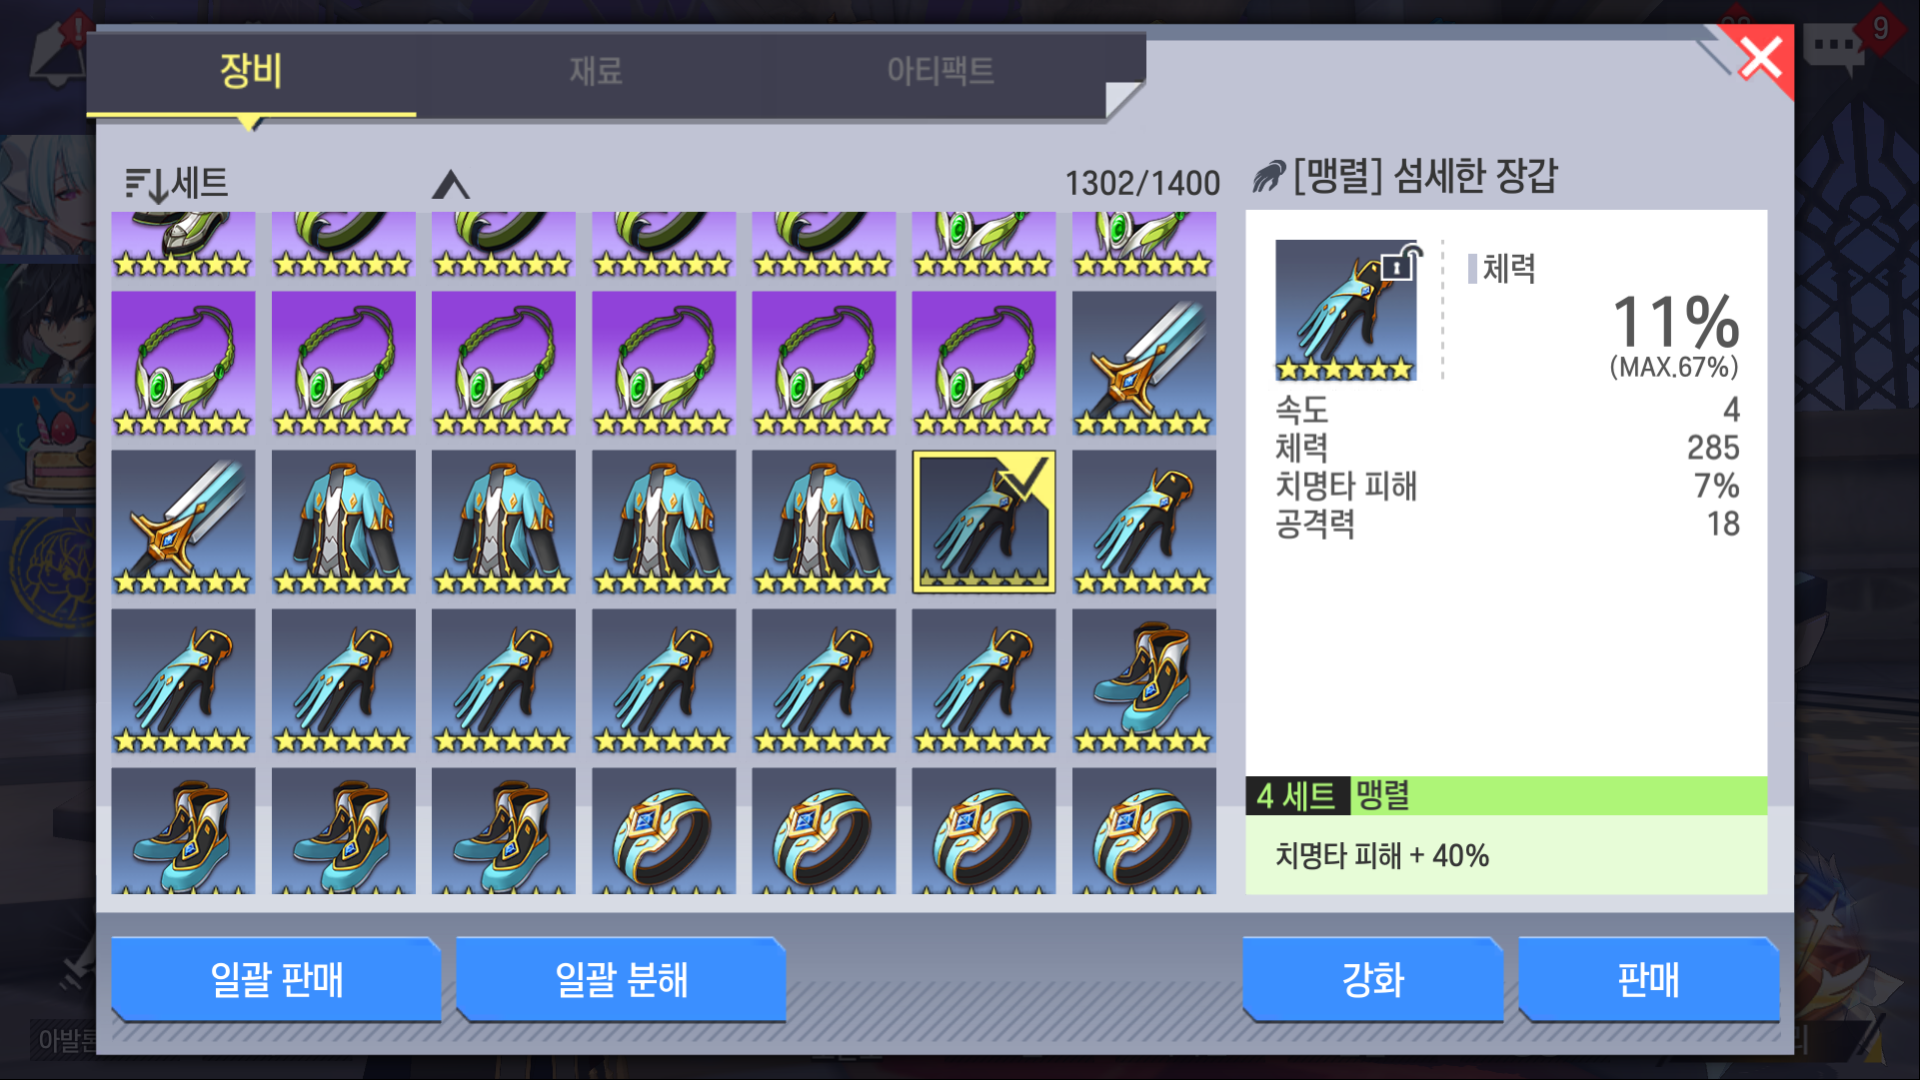 장비
재료
아티팩트
9
세트
1302/1400
[맹렬] 섬세한 장갑
체력
11%
(MAX.67%)
속도 4
체력 285
치명타 피해 7%
공격력 18
4 세트 맹렬
치명타 피해 + 40%
일괄 판매
일괄 분해
강화
판매
아발론